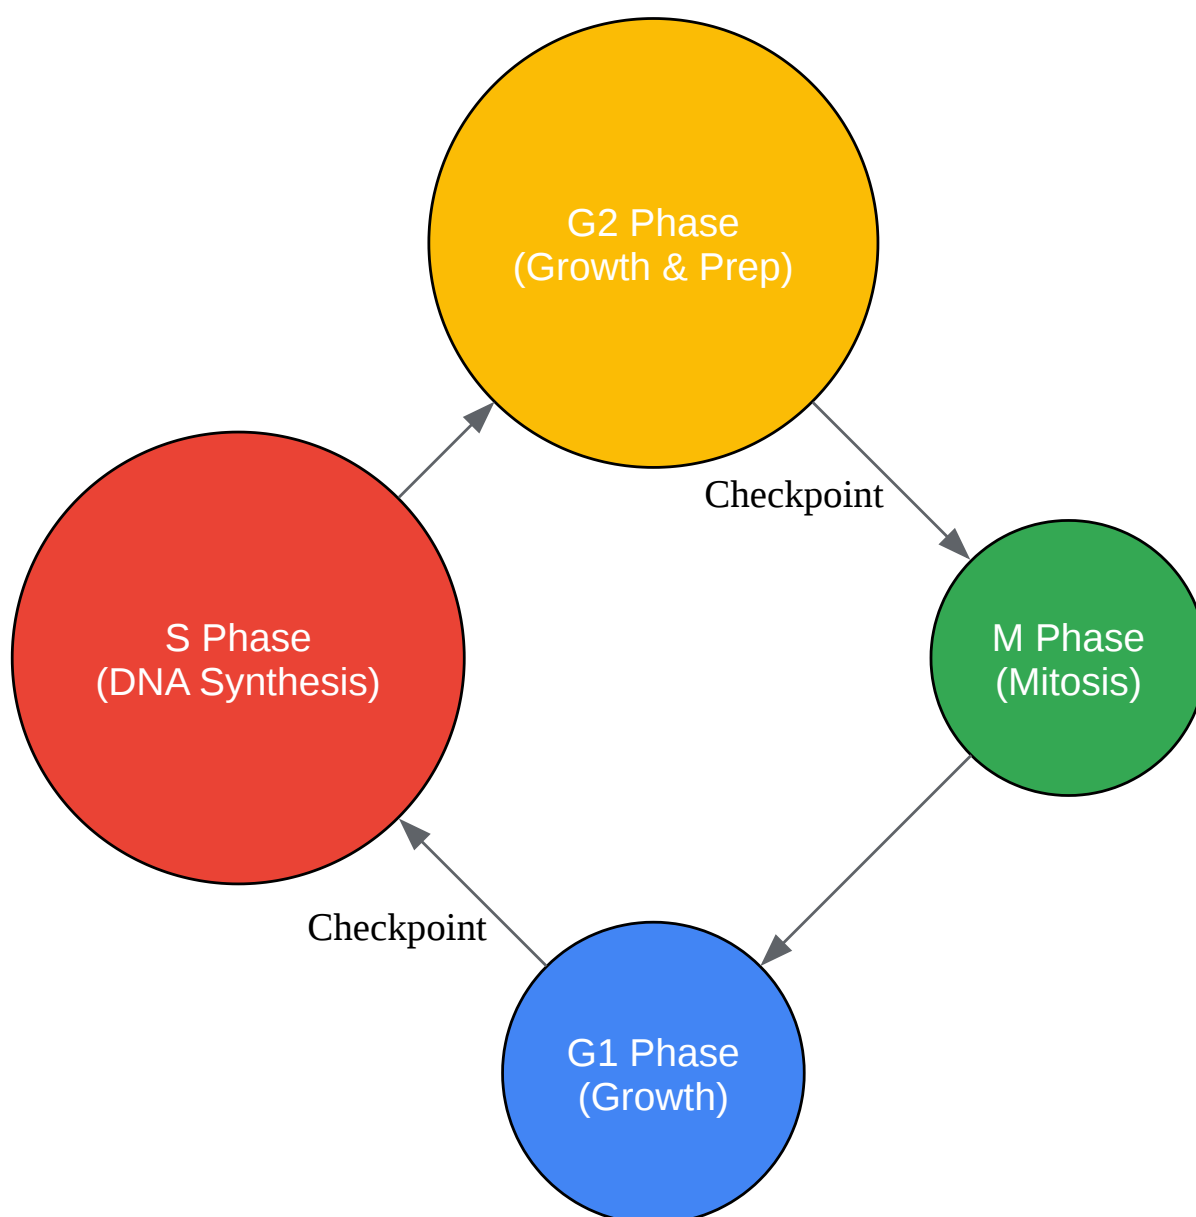 G2 Phase
(Growth & Prep)
Checkpoint
S Phase
(DNA Synthesis)
M Phase
(Mitosis)
Checkpoint
G1 Phase
(Growth)